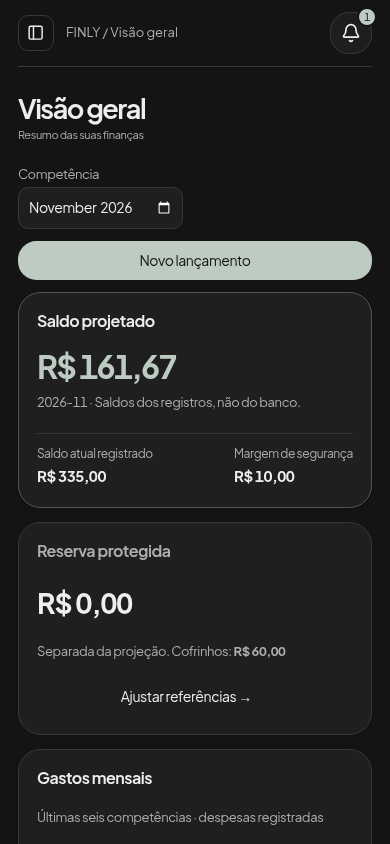 FINLY / Visão geral
1
Visão geral
Resumo das suas finanças
Competência
November 2026
Novo lançamento
Saldo projetado
R$ 161,67
2026-11 · Saldos dos registros, não do banco.
Saldo atual registrado
R$ 335,00
Margem de segurança
R$ 10,00
Reserva protegida
R$ 0,00
Separada da projeção. Cofrinhos: R$ 60,00
Ajustar referências →
Gastos mensais
Últimas seis competências · despesas registradas